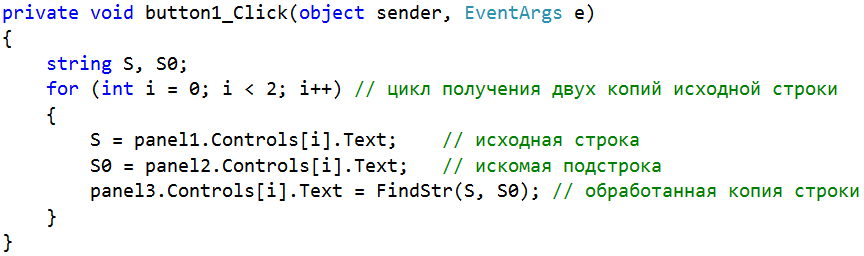 private void button1_Click(object sender, EventArgs e)
{
    string S, S0;
    for (int i = 0; i < 2; i++) // цикл получения двух копий исходной строки
    {
        S = panel1.Controls[i].Text;    // исходная строка
        S0 = panel2.Controls[i].Text;   // искомая подстрока
        panel3.Controls[i].Text = FindStr(S, S0); // обработанная копия строки
    }
}